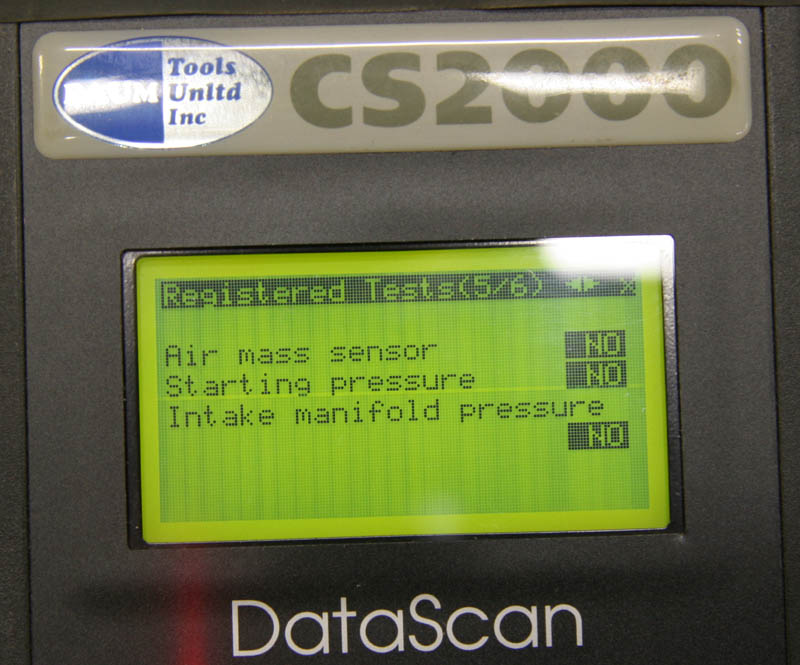 BAUM Tools
Unltd
Inc
CS2000
Registered Tests(5/6)
Air mass sensor NO
Starting pressure NO
Intake manifold pressure
NO
DataScan